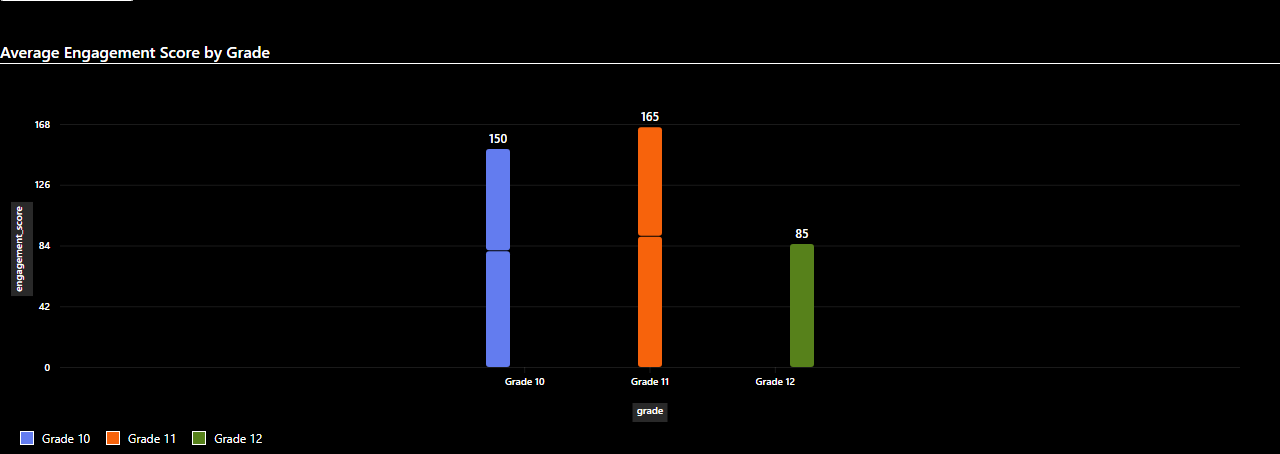 Average Engagement Score by Grade
168
126
84
42
0
engagement_score
150
165
85
Grade 10
Grade 11
Grade 12
grade
Grade 10
Grade 11
Grade 12